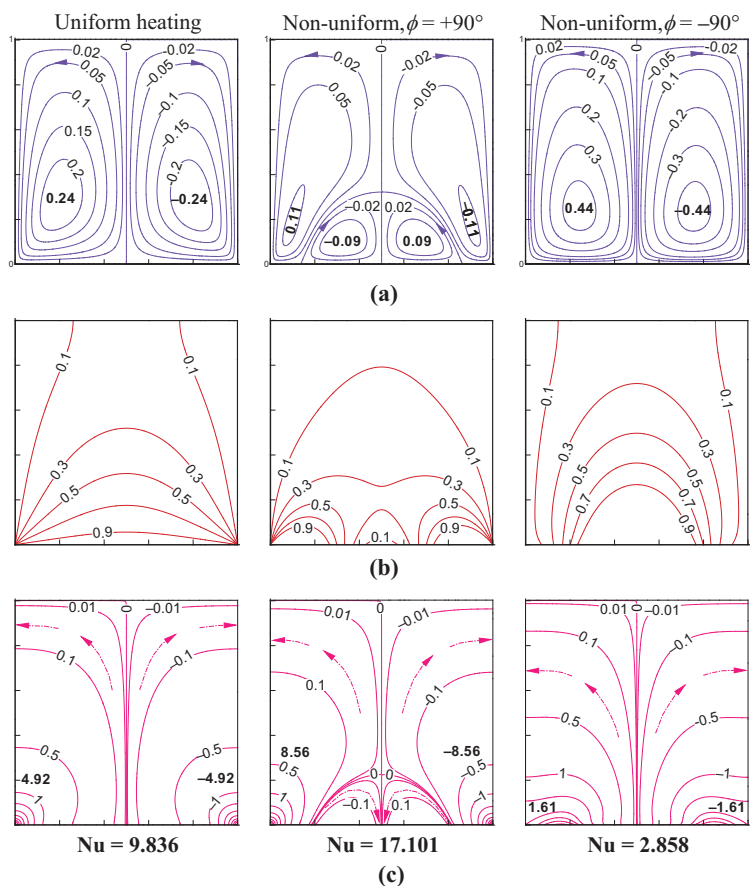 Uniform heating Non-uniform, ϕ = +90° Non-uniform, ϕ = −90°
1 0.02 0 −0.02 0.02 0 −0.02 1 0.02 0 −0.02
0.05 −0.05 0.05 −0.05 0.05 −0.05
0.1 −0.1 0.1 −0.1
0.15 −0.15 0.2 −0.2
0.2 −0.2 0.3 −0.3
0.24 −0.24 0.11 −0.02 0.02 −0.11 0.44 −0.44
−0.09 0.09
0 0
(a)
0.1 0.1 0.1 0.1 0.1 0.1
0.3 0.3 0.3 0.3 0.3 0.3
0.5 0.5 0.5 0.5 0.5 0.5
0.7 0.7
0.9 0.9 0.1 0.9 0.9
(b)
0.01 0 −0.01 0.01 0 −0.01 0.01 0 −0.01
0.1 −0.1 0.1 −0.1 0.1 −0.1
0.5 −0.5
8.56 −8.56
0.5 −0.5 0.5 0 0 −0.5 1 −1
−4.92 −4.92
1 −1 1 −0.1 0.1 −1 1.61 −1.61
Nu = 9.836 Nu = 17.101 Nu = 2.858
(c)